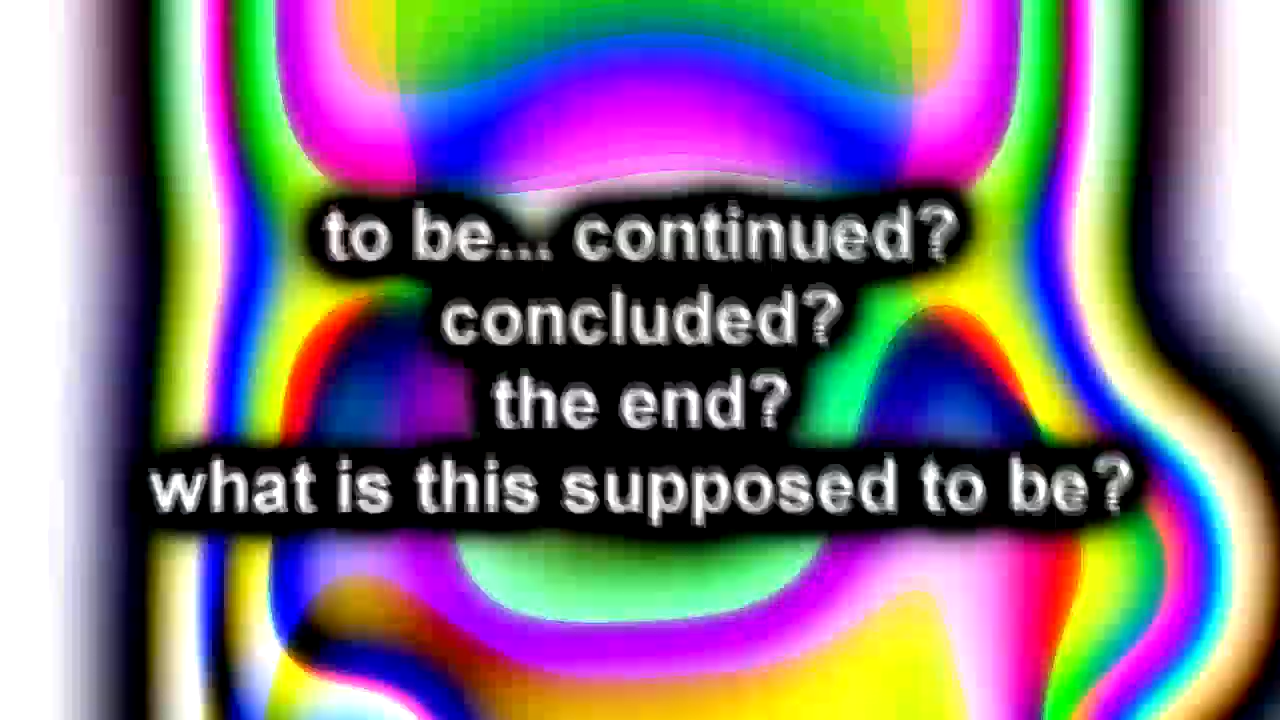 to be... continued?
concluded?
the end?
what is this supposed to be?